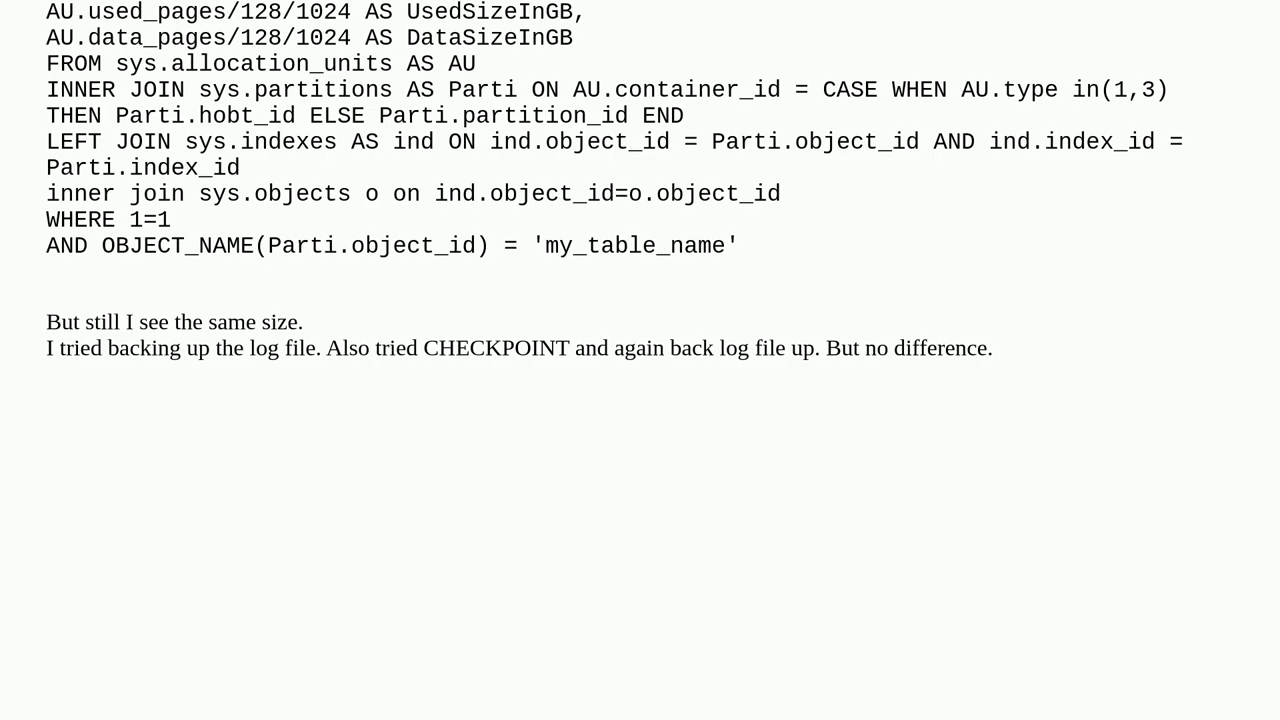 AU.used_pages/128/1024 AS UsedSizeInGB,
AU.data_pages/128/1024 AS DataSizeInGB
FROM sys.allocation_units AS AU
INNER JOIN sys.partitions AS Parti ON AU.container_id = CASE WHEN AU.type in(1,3)
THEN Parti.hobt_id ELSE Parti.partition_id END
LEFT JOIN sys.indexes AS ind ON ind.object_id = Parti.object_id AND ind.index_id =
Parti.index_id
inner join sys.objects o on ind.object_id=o.object_id
WHERE 1=1
AND OBJECT_NAME(Parti.object_id) = 'my_table_name'
But still I see the same size.
I tried backing up the log file. Also tried CHECKPOINT and again back log file up. But no difference.